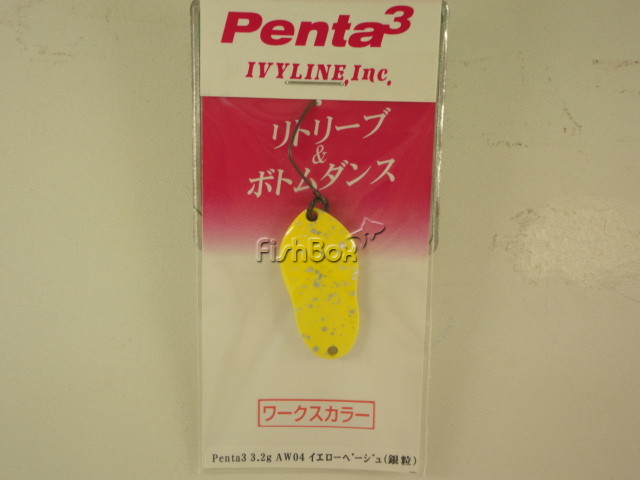 Penta3
IVYLINE,Inc.
リトリーブ
&
ボトムダンス
FishBox
ワークスカラー
Penta3 3.2g AW04 イエローベージュ(銀粒)